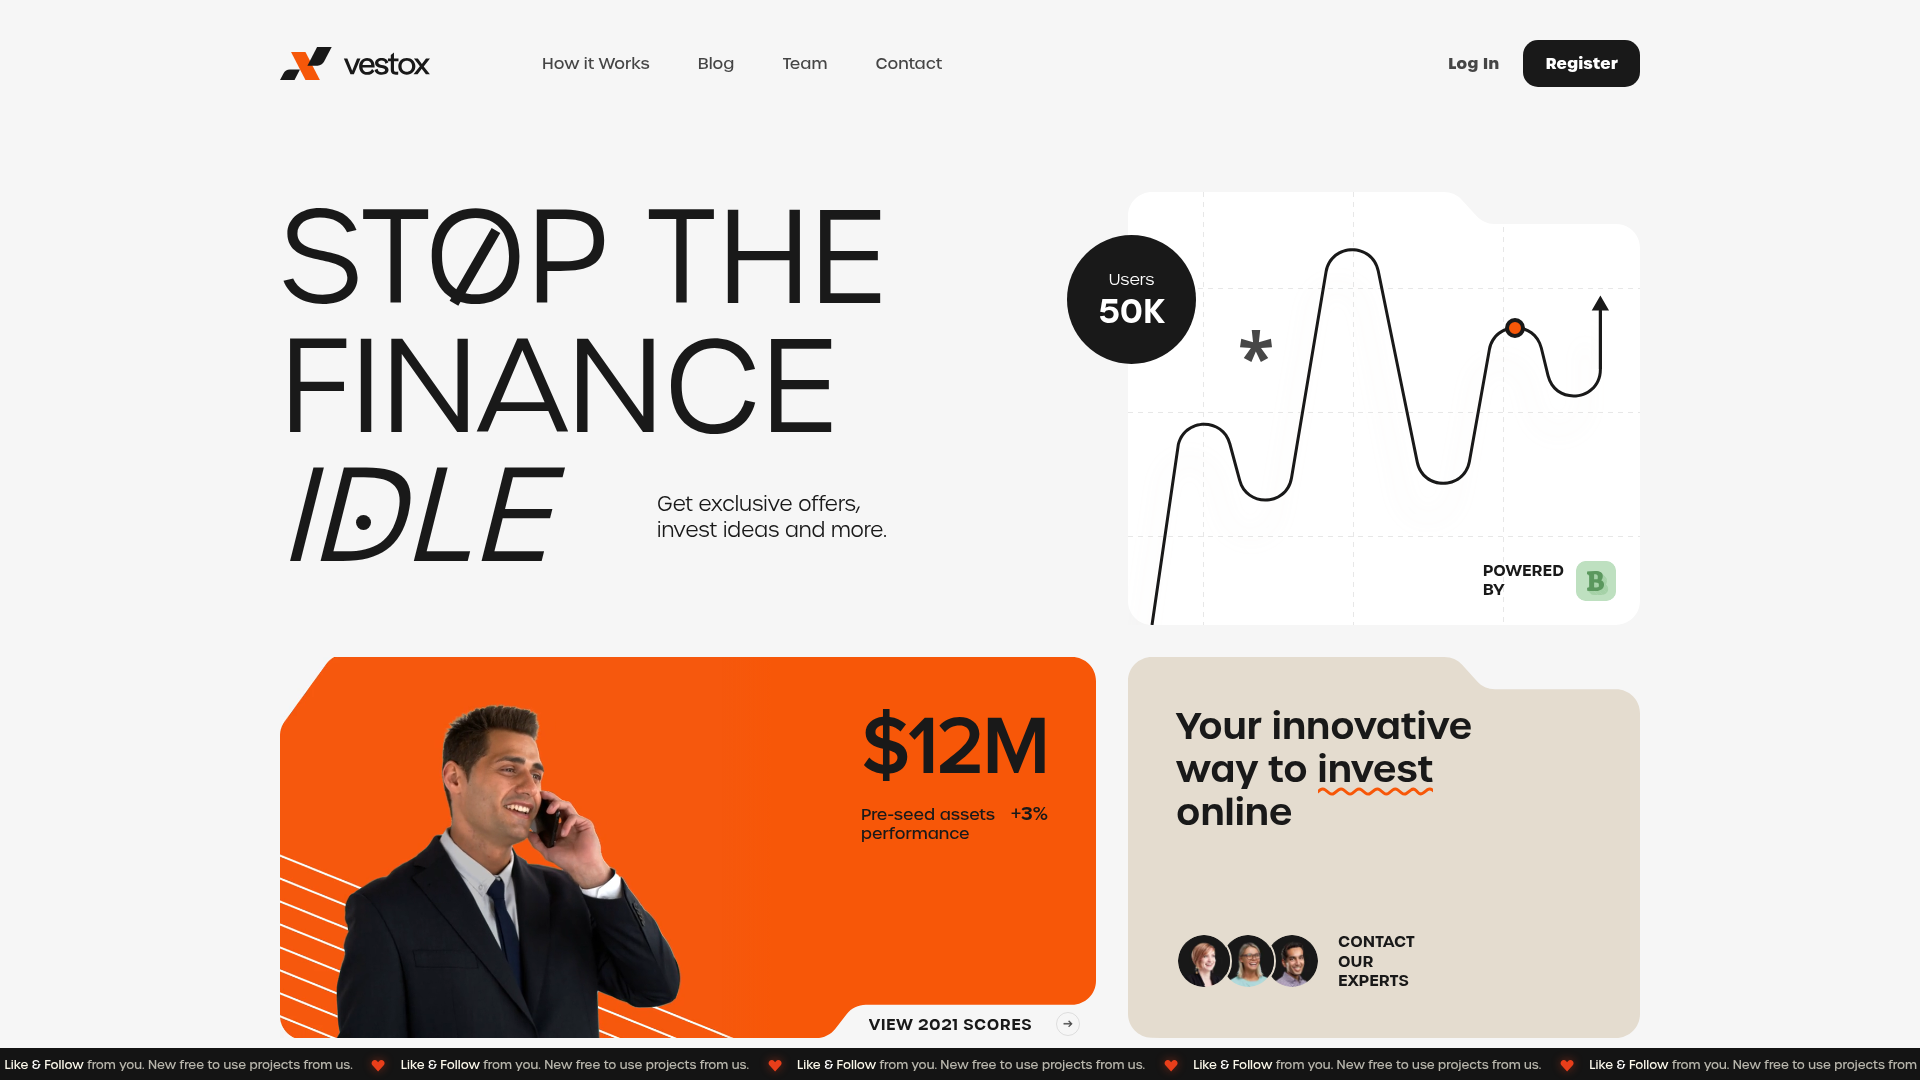 vestox
How it Works
Blog
Team
Contact
Log In
Register
STOP THE
FINANCE
IDLE
Get exclusive offers,
invest ideas and more.
Users
50K
*
POWERED
BY
B
$12M
Pre-seed assets
performance
+3%
VIEW 2021 SCORES
Your innovative
way to invest
online
CONTACT
OUR
EXPERTS
Like & Follow from you. New free to use projects from us. Like & Follow from you. New free to use projects from us. Like & Follow from you. New free to use projects from us. Like & Follow from you. New free to use projects from us. Like & Follow from you. New free to use projects from